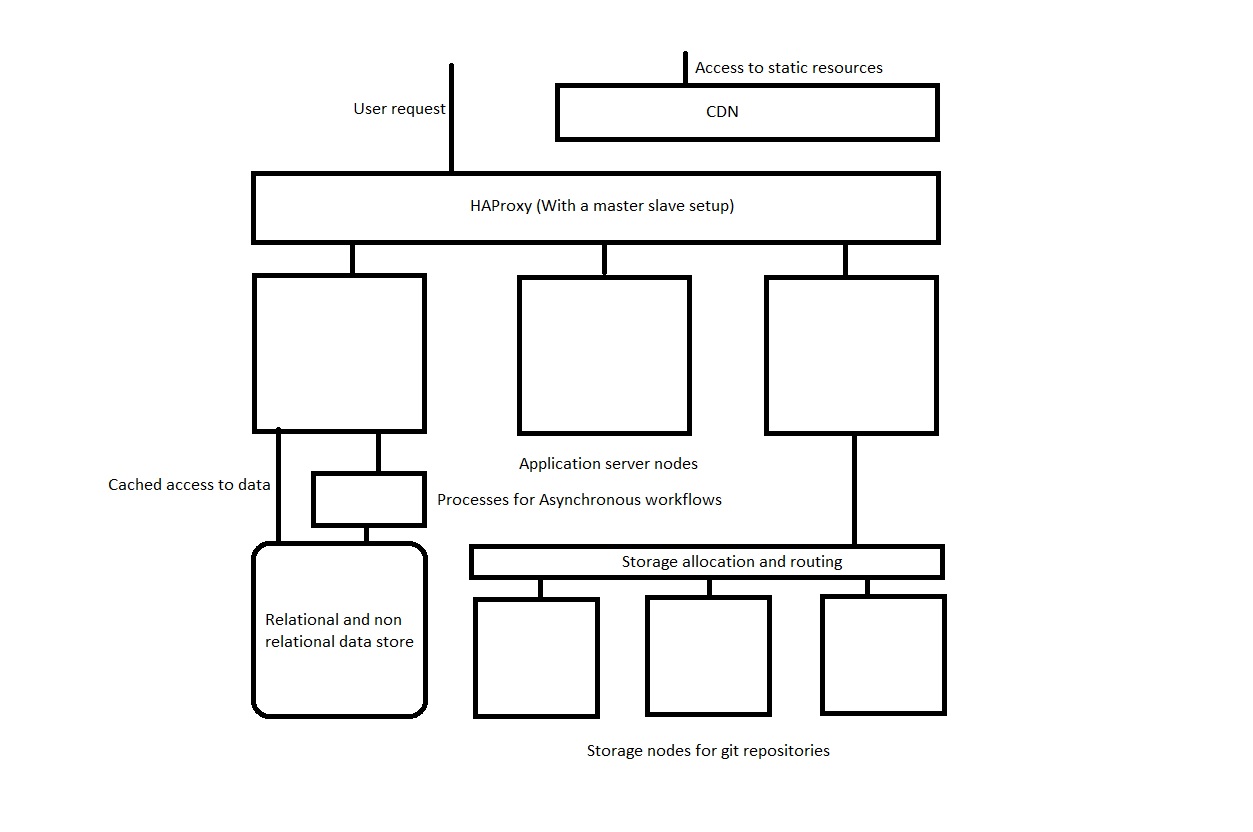 Access to static resources
User request
CDN
HAProxy (With a master slave setup)
Application server nodes
Cached access to data
Processes for Asynchronous workflows
Storage allocation and routing
Relational and non
relational data store
Storage nodes for git repositories